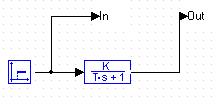 In
Out
K
T·s + 1